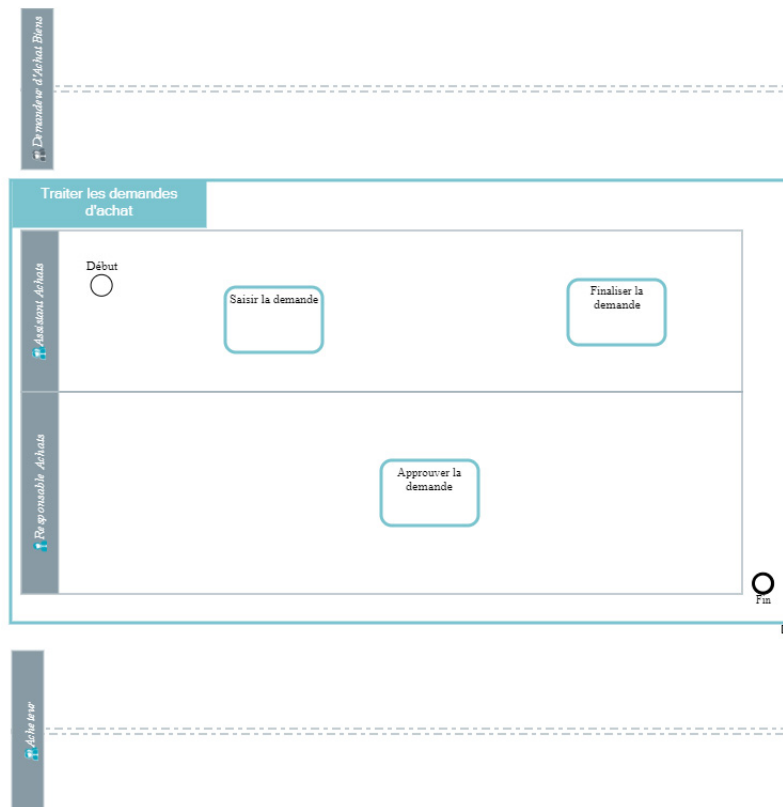 Demandeur d'Achat Biens
Traiter les demandes
d'achat
Assistant Achats
Début
Saisir la demande
Finaliser la
demande
Responsable Achats
Approuver la
demande
Fin
Acheteur